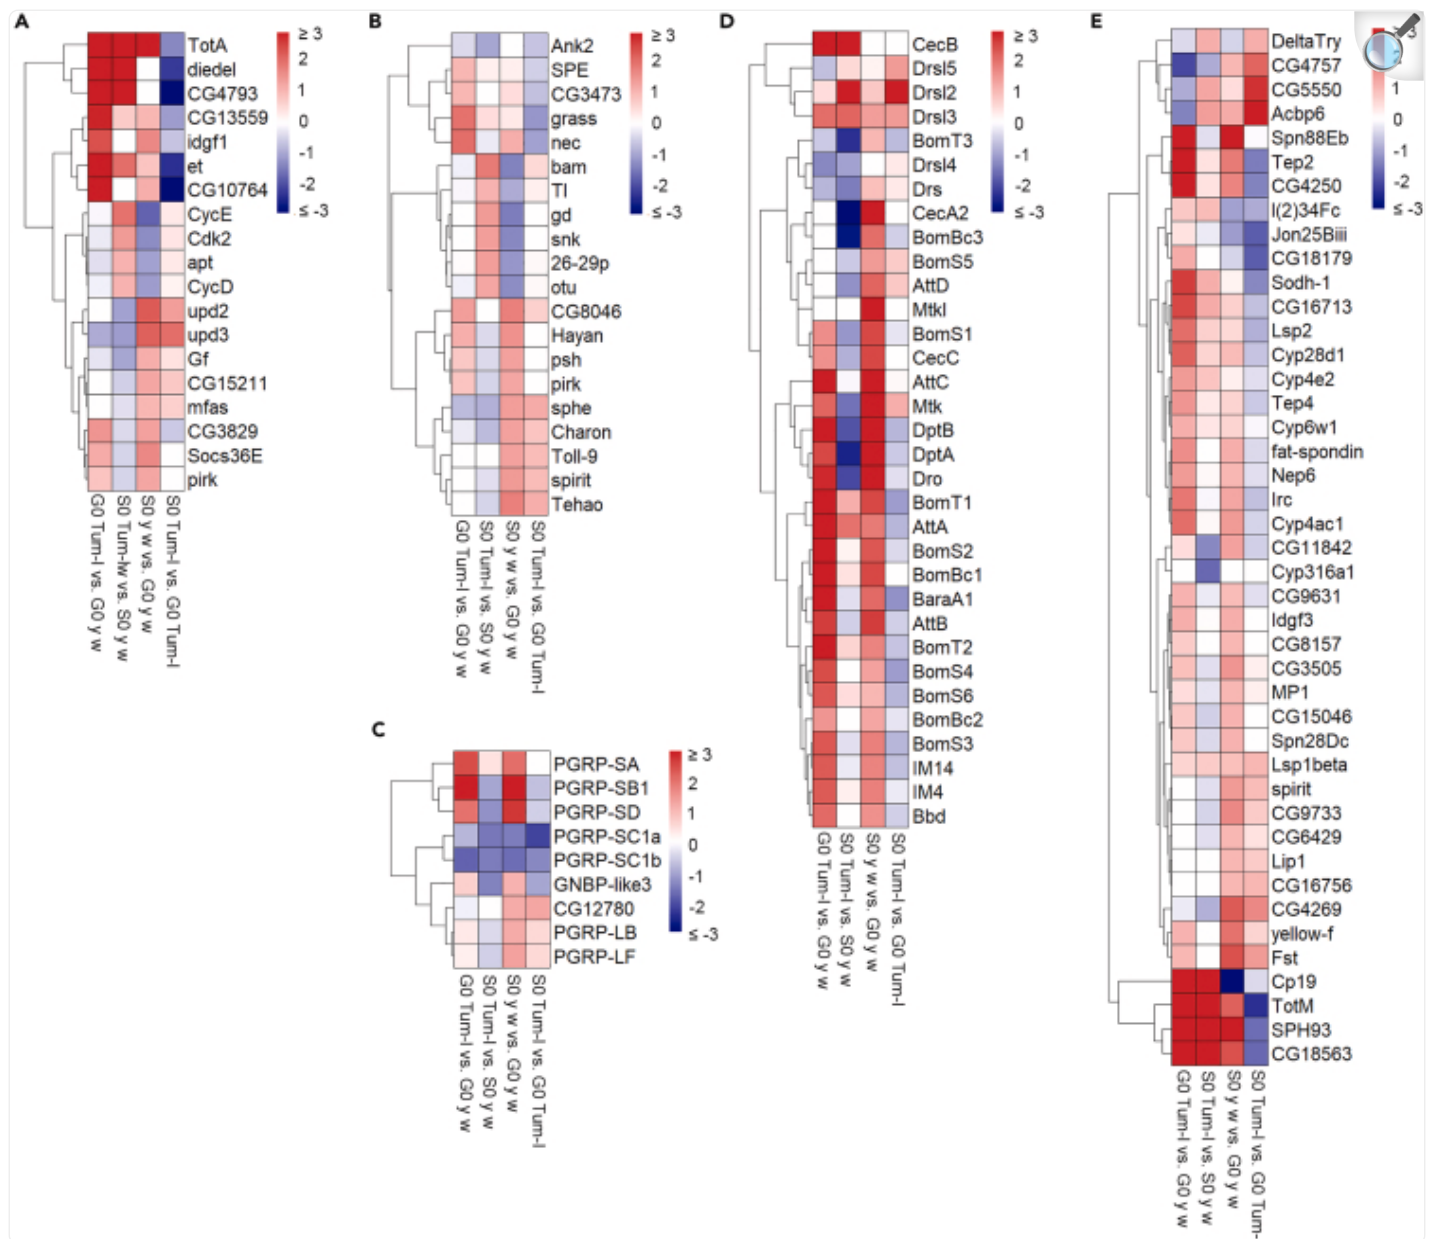 A
TotA
diedel
CG4793
CG13559
idgf1
et
CG10764
CycE
Cdk2
apt
CycD
upd2
upd3
Gf
CG15211
mfas
CG3829
Socs36E
pirk
≥ 3
2
1
0
-1
-2
≤ -3
G0 Tum-l vs. G0 y w
S0 Tum-lw vs. S0 y w
S0 y w vs. G0 y w
S0 Tum-l vs. G0 Tum-l
B
Ank2
SPE
CG3473
grass
nec
bam
Tl
gd
snk
26-29p
otu
CG8046
Hayan
psh
pirk
sphe
Charon
Toll-9
spirit
Tehao
≥ 3
2
1
0
-1
-2
≤ -3
G0 Tum-l vs. G0 y w
S0 Tum-l vs. S0 y w
S0 y w vs. G0 y w
S0 Tum-l vs. G0 Tum-l
C
PGRP-SA
PGRP-SB1
PGRP-SD
PGRP-SC1a
PGRP-SC1b
GNBP-like3
CG12780
PGRP-LB
PGRP-LF
≥ 3
2
1
0
-1
-2
≤ -3
G0 Tum-l vs. G0 y w
S0 Tum-l vs. S0 y w
S0 y w vs. G0 y w
S0 Tum-l vs. G0 Tum-l
D
CecB
Drsl5
Drsl2
Drsl3
BomT3
Drsl4
Drs
CecA2
BomBc3
BomS5
AttD
Mtkl
BomS1
CecC
AttC
Mtk
DptB
DptA
Dro
BomT1
AttA
BomS2
BomBc1
BaraA1
AttB
BomT2
BomS4
BomS6
BomBc2
BomS3
IM14
IM4
Bbd
≥ 3
2
1
0
-1
-2
≤ -3
G0 Tum-l vs. G0 y w
S0 Tum-l vs. S0 y w
S0 y w vs. G0 y w
S0 Tum-l vs. G0 Tum-l
E
DeltaTry
CG4757
CG5550
Acbp6
Spn88Eb
Tep2
CG4250
l(2)34Fc
Jon25Biii
CG18179
Sodh-1
CG16713
Lsp2
Cyp28d1
Cyp4e2
Tep4
Cyp6w1
fat-spondin
Nep6
Irc
Cyp4ac1
CG11842
Cyp316a1
CG9631
Idgf3
CG8157
CG3505
MP1
CG15046
Spn28Dc
Lsp1beta
spirit
CG9733
CG6429
Lip1
CG16756
CG4269
yellow-f
Fst
Cp19
TotM
SPH93
CG18563
3
1
0
-1
-2
≤ -3
G0 Tum-l vs. G0 y w
S0 Tum-l vs. S0 y w
S0 y w vs. G0 y w
S0 Tum-l vs. G0 Tum-